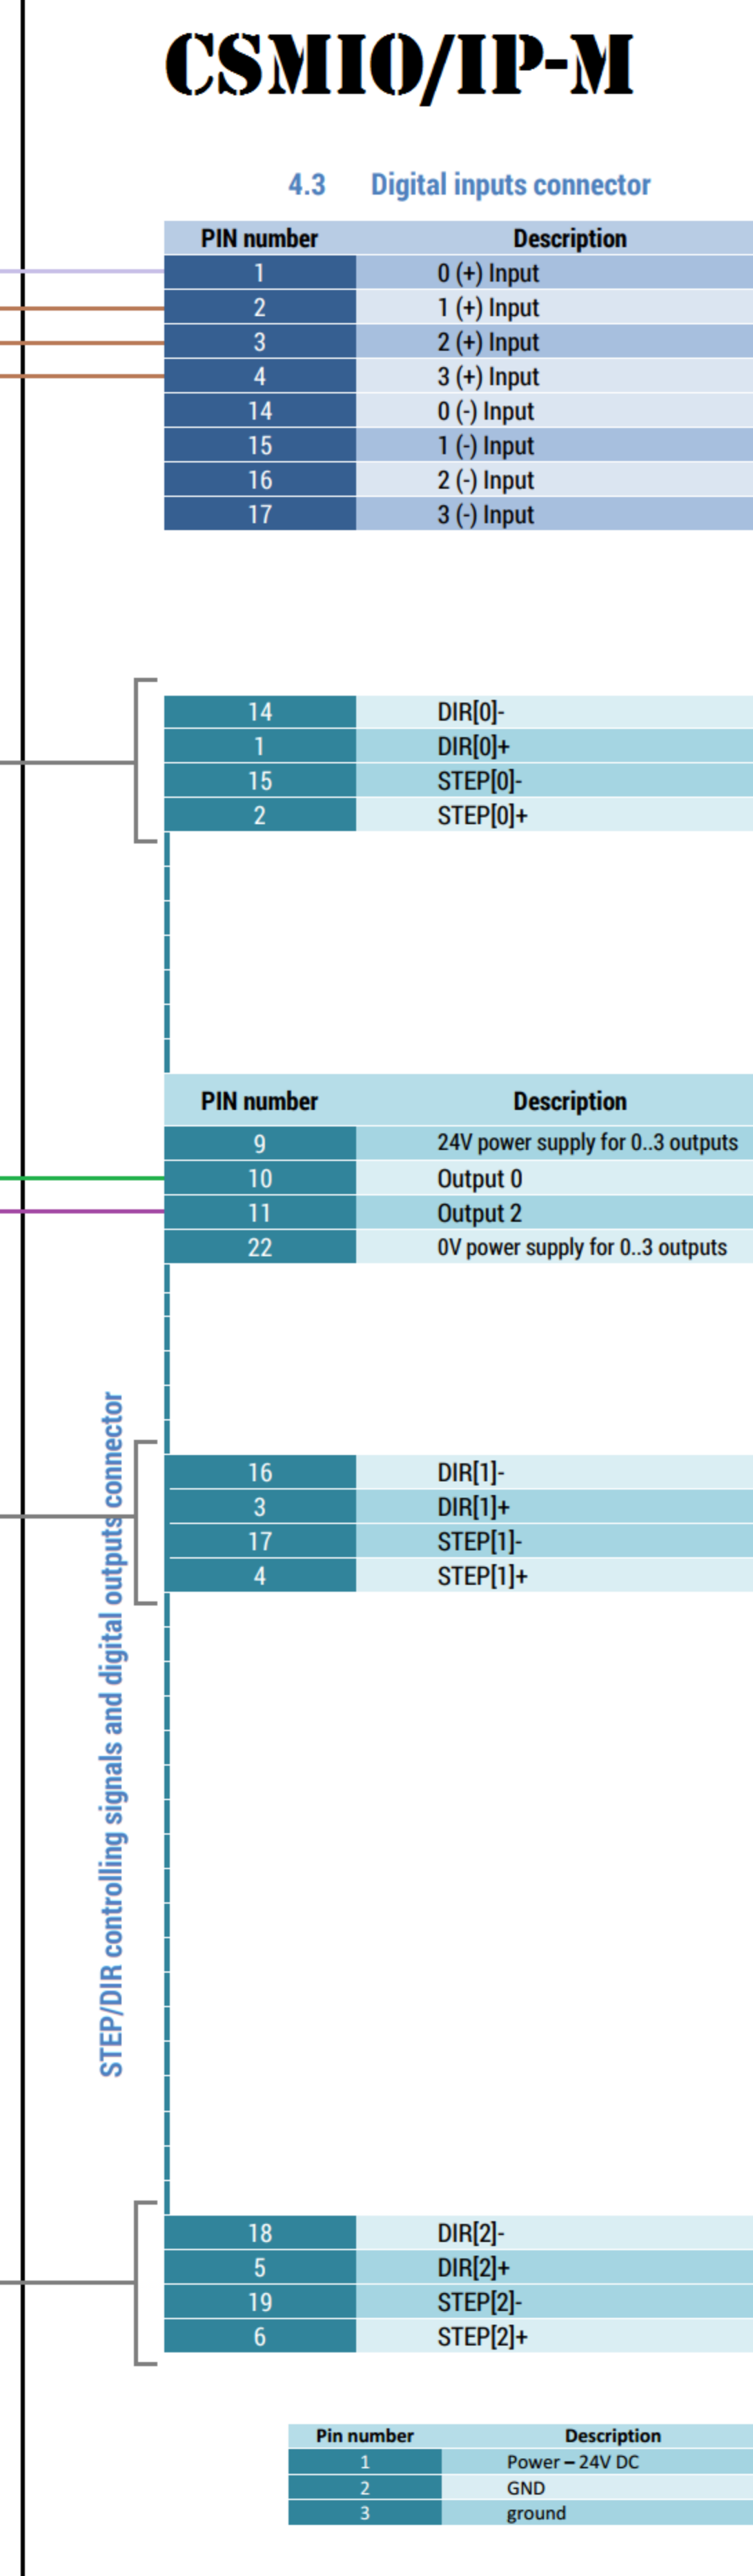 CSMIO/IP-M
4.3 Digital inputs connector
PIN number Description
1 0 (+) Input
2 1 (+) Input
3 2 (+) Input
4 3 (+) Input
14 0 (-) Input
15 1 (-) Input
16 2 (-) Input
17 3 (-) Input
14 DIR[0]-
1 DIR[0]+
15 STEP[0]-
2 STEP[0]+
PIN number Description
9 24V power supply for 0..3 outputs
10 Output 0
11 Output 2
22 0V power supply for 0..3 outputs
STEP/DIR controlling signals and digital outputs connector
16 DIR[1]-
3 DIR[1]+
17 STEP[1]-
4 STEP[1]+
18 DIR[2]-
5 DIR[2]+
19 STEP[2]-
6 STEP[2]+
Pin number Description
1 Power – 24V DC
2 GND
3 ground